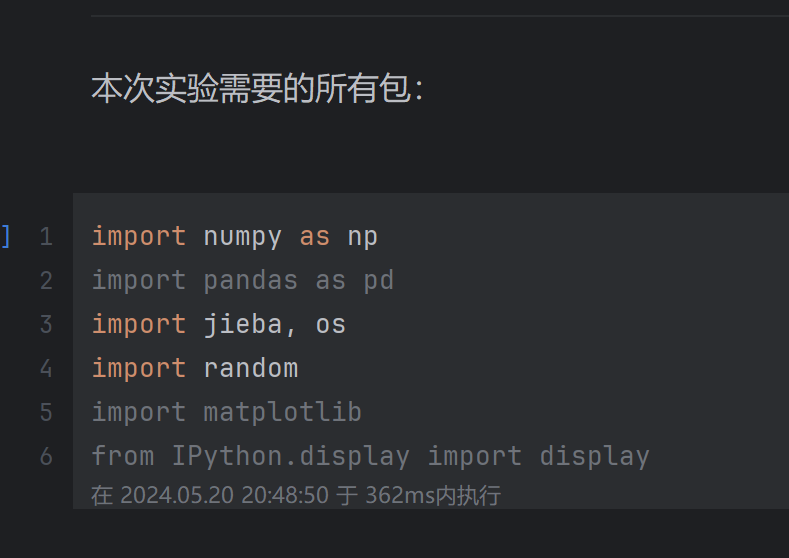 本次实验需要的所有包：
] 1 import numpy as np
2 import pandas as pd
3 import jieba, os
4 import random
5 import matplotlib
6 from IPython.display import display
在 2024.05.20 20:48:50 于 362ms内执行